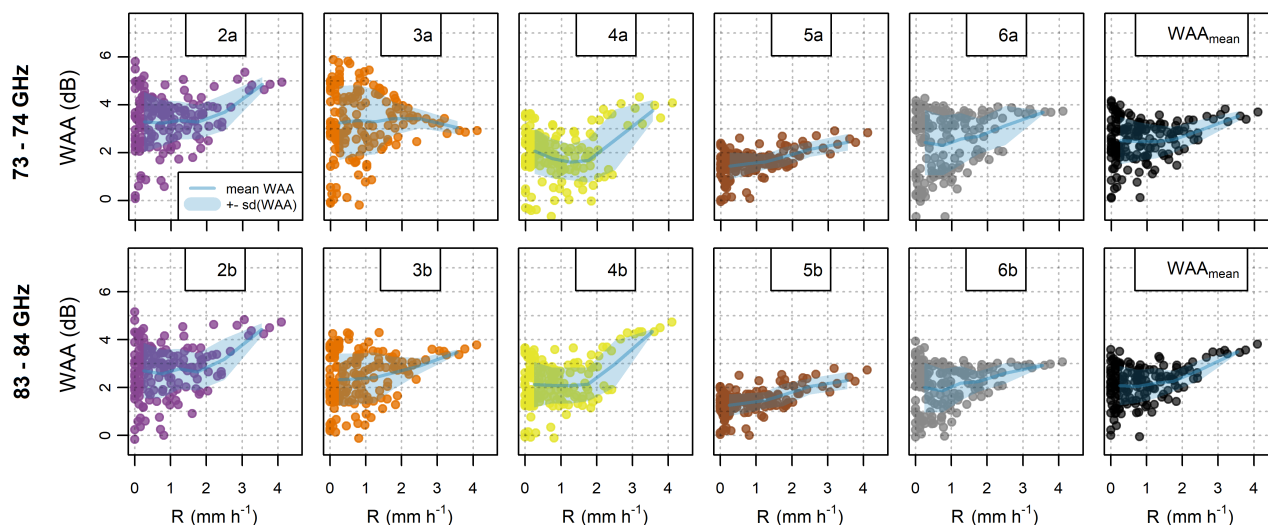 2a 3a 4a 5a 6a WAAmean
73 - 74 GHz
WAA (dB)
6
4
2
0
mean WAA
+- sd(WAA)
2b 3b 4b 5b 6b WAAmean
83 - 84 GHz
WAA (dB)
6
4
2
0
0 1 2 3 4 0 1 2 3 4 0 1 2 3 4 0 1 2 3 4 0 1 2 3 4 0 1 2 3 4
R (mm h⁻¹) R (mm h⁻¹) R (mm h⁻¹) R (mm h⁻¹) R (mm h⁻¹) R (mm h⁻¹)